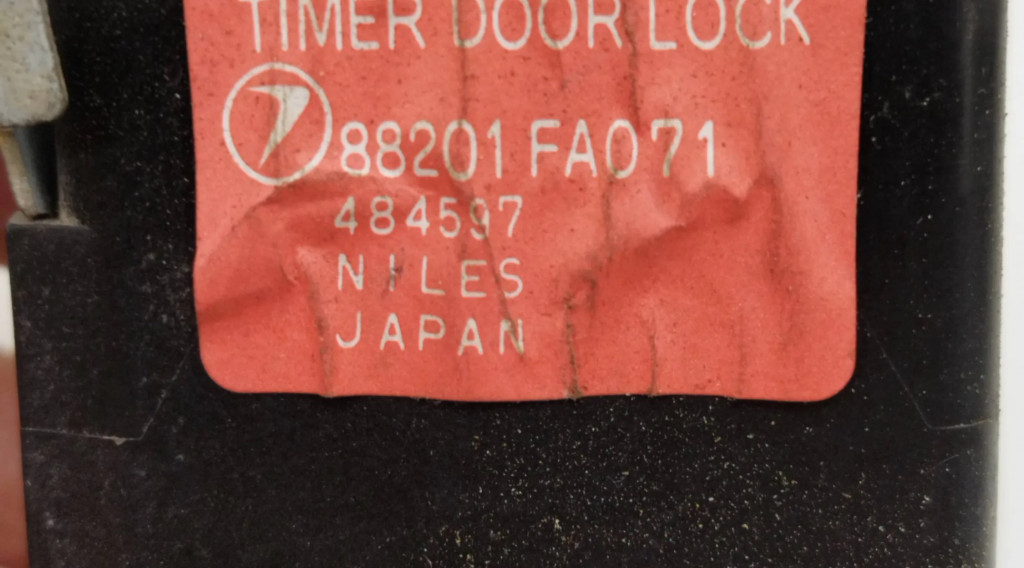 TIMER DOOR LOCK
88201 FA071
484597
NILES
JAPAN